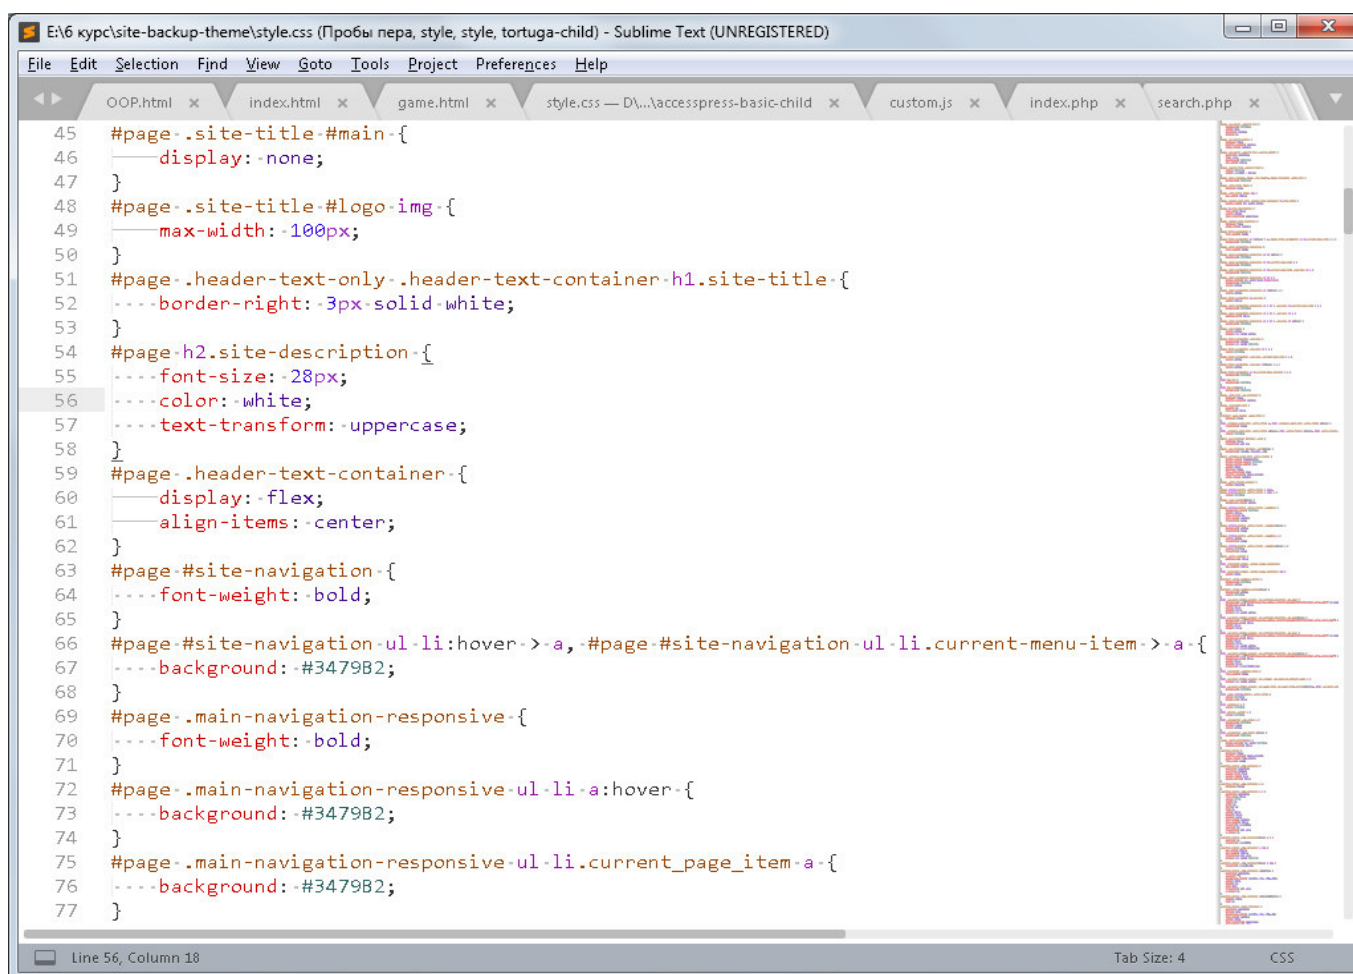 E:\6 курс\site-backup-theme\style.css (Пробы пера, style, style, tortuga-child) - Sublime Text (UNREGISTERED)
File Edit Selection Find View Goto Tools Project Preferences Help
OOP.html index.html game.html style.css — D\...\accesspress-basic-child custom.js index.php search.php
45 #page .site-title #main {
46 display: none;
47 }
48 #page .site-title #logo img {
49 max-width: 100px;
50 }
51 #page .header-text-only .header-text-container h1.site-title {
52 border-right: 3px solid white;
53 }
54 #page h2.site-description {
55 font-size: 28px;
56 color: white;
57 text-transform: uppercase;
58 }
59 #page .header-text-container {
60 display: flex;
61 align-items: center;
62 }
63 #page #site-navigation {
64 font-weight: bold;
65 }
66 #page #site-navigation ul li:hover > a, #page #site-navigation ul li.current-menu-item > a {
67 background: #3479B2;
68 }
69 #page .main-navigation-responsive {
70 font-weight: bold;
71 }
72 #page .main-navigation-responsive ul li a:hover {
73 background: #3479B2;
74 }
75 #page .main-navigation-responsive ul li.current_page_item a {
76 background: #3479B2;
77 }
Line 56, Column 18 Tab Size: 4 CSS